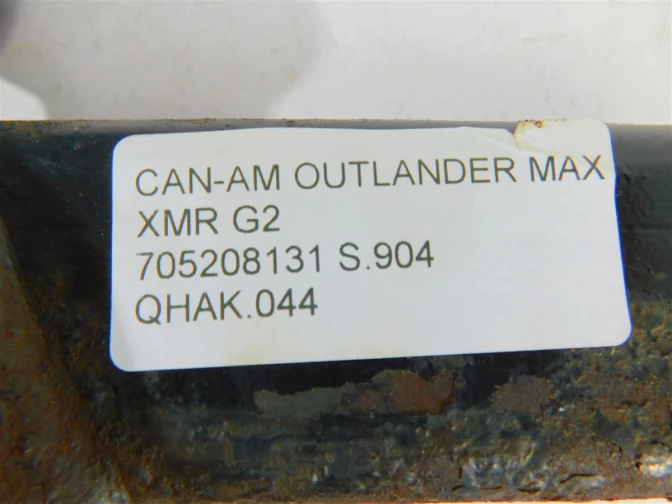 CAN-AM OUTLANDER MAX
XMR G2
705208131 S.904
QHAK.044